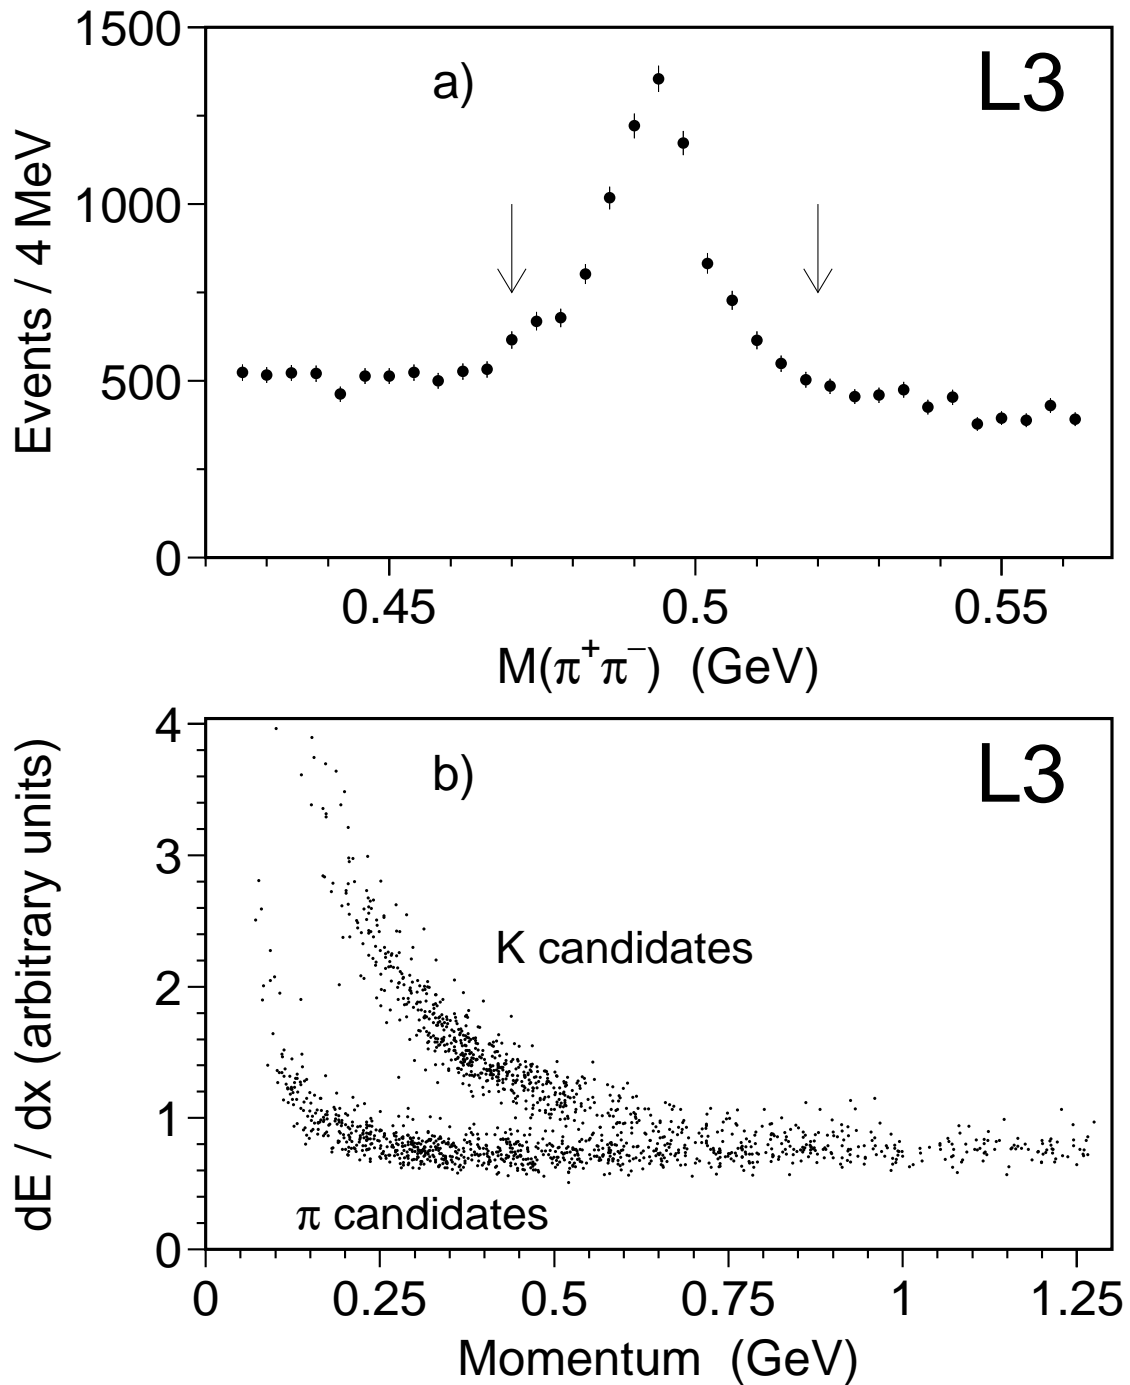 1500
a)
L3
1000
Events / 4 MeV
500
0
0.45
0.5
0.55
M(π⁺π⁻) (GeV)
4
b)
L3
3
dE / dx (arbitrary units)
K candidates
2
1
π candidates
0
0
0.25
0.5
0.75
1
1.25
Momentum (GeV)